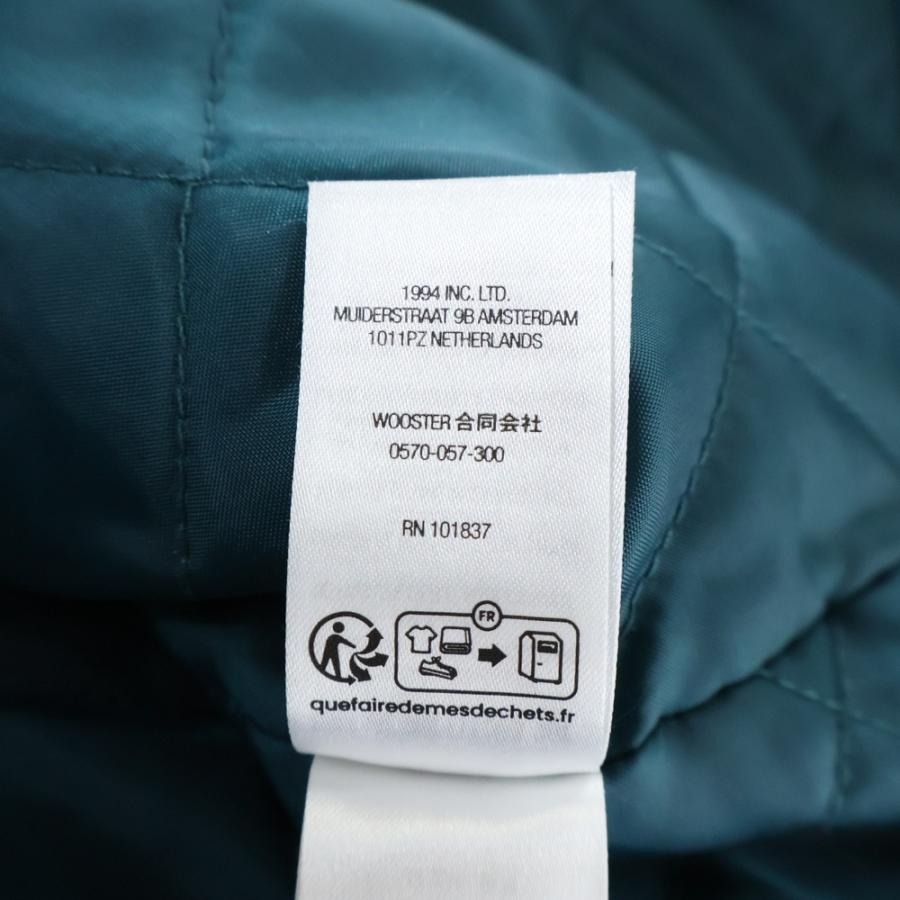 1994 INC. LTD.
MUIDERSTRAAT 9B AMSTERDAM
1011PZ NETHERLANDS
WOOSTER 合同会社
0570-057-300
RN 101837
FR
quefairedemesdechets.fr